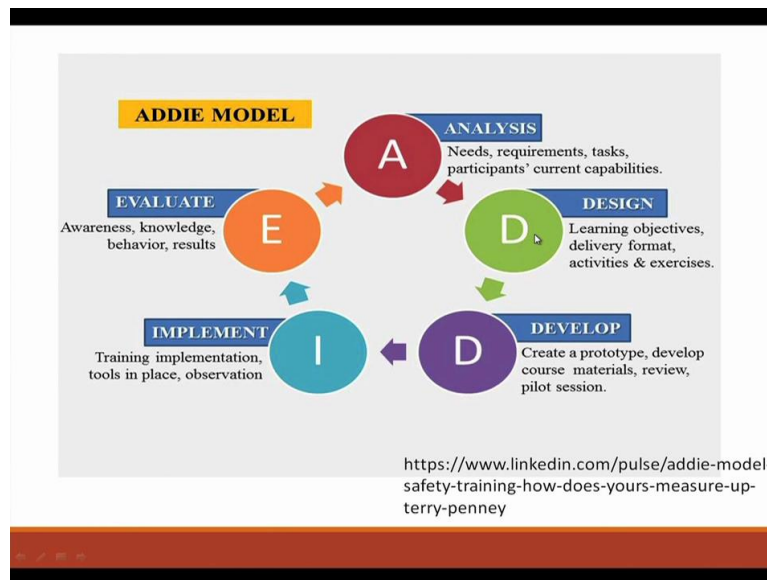 ADDIE MODEL
A
ANALYSIS
Needs, requirements, tasks,
participants' current capabilities.
D
DESIGN
Learning objectives,
delivery format,
activities & exercises.
D
DEVELOP
Create a prototype, develop
course materials, review,
pilot session.
I
IMPLEMENT
Training implementation,
tools in place, observation
E
EVALUATE
Awareness, knowledge,
behavior, results
https://www.linkedin.com/pulse/addie-model-
safety-training-how-does-yours-measure-up-
terry-penney